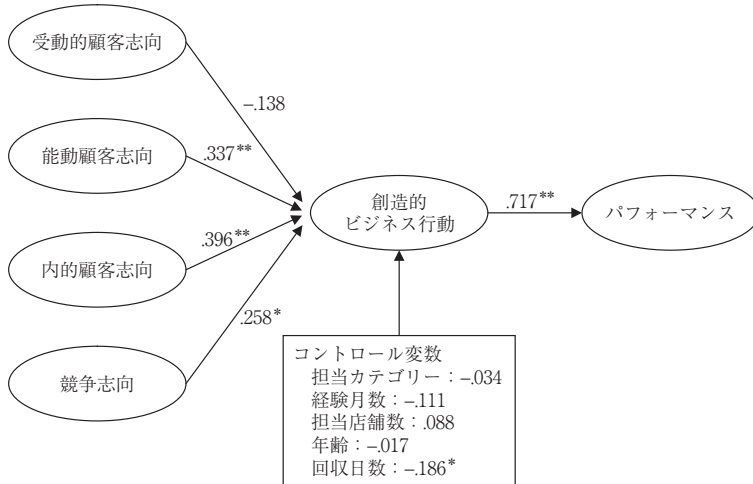 受動的顧客志向
–.138
能動顧客志向
.337**
創造的
ビジネス行動
.717**
パフォーマンス
.396**
内的顧客志向
.258*
競争志向
コントロール変数
担当カテゴリー：–.034
経験月数：–.111
担当店舗数：.088
年齢：–.017
回収日数：–.186*